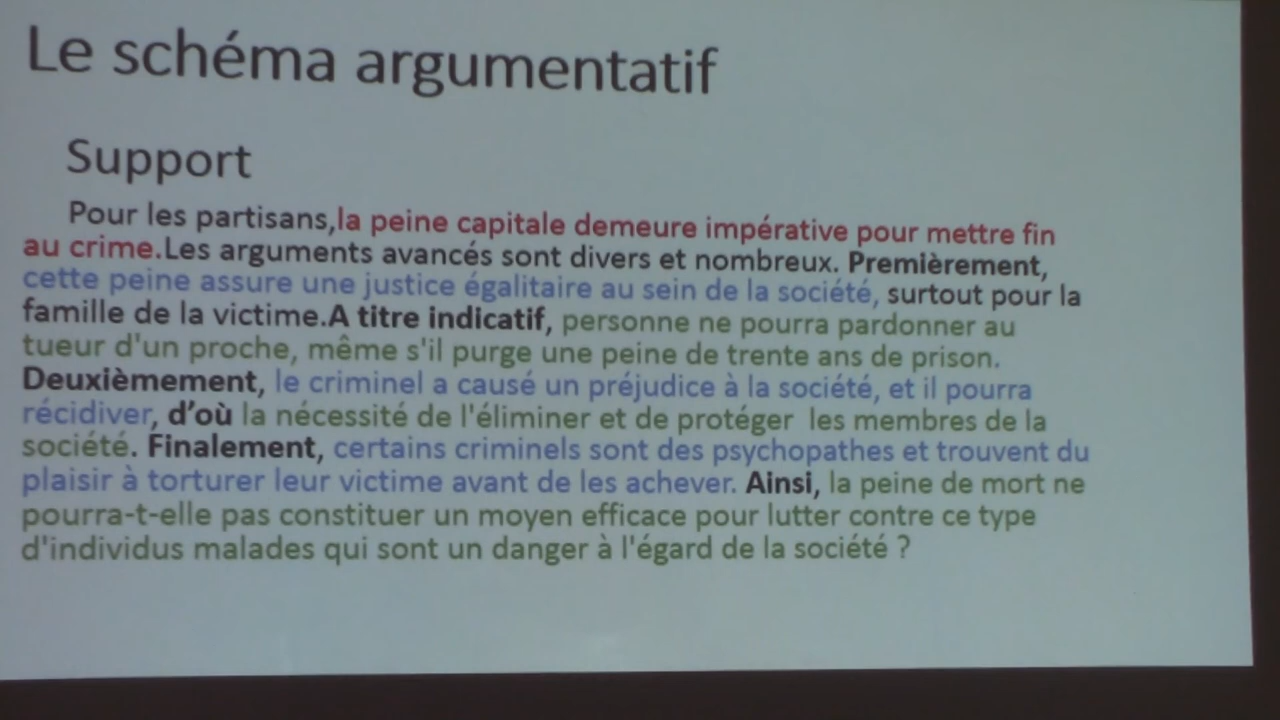 Le schéma argumentatif
Support
Pour les partisans,la peine capitale demeure impérative pour mettre fin
au crime.Les arguments avancés sont divers et nombreux. Premièrement,
cette peine assure une justice égalitaire au sein de la société, surtout pour la
famille de la victime.A titre indicatif, personne ne pourra pardonner au
tueur d'un proche, même s'il purge une peine de trente ans de prison.
Deuxièmement, le criminel a causé un préjudice à la société, et il pourra
récidiver, d’où la nécessité de l'éliminer et de protéger  les membres de la
société. Finalement, certains criminels sont des psychopathes et trouvent du
plaisir à torturer leur victime avant de les achever. Ainsi, la peine de mort ne
pourra-t-elle pas constituer un moyen efficace pour lutter contre ce type
d'individus malades qui sont un danger à l'égard de la société ?